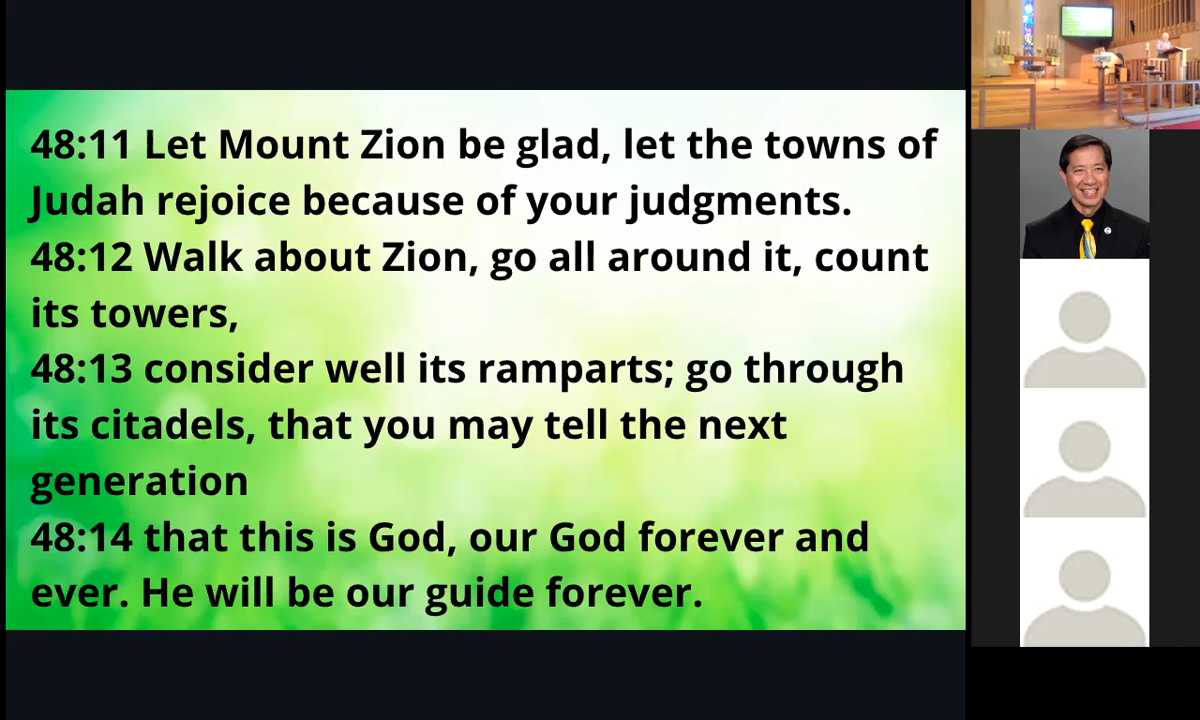 48:11 Let Mount Zion be glad, let the towns of
Judah rejoice because of your judgments.
48:12 Walk about Zion, go all around it, count
its towers,
48:13 consider well its ramparts; go through
its citadels, that you may tell the next
generation
48:14 that this is God, our God forever and
ever. He will be our guide forever.